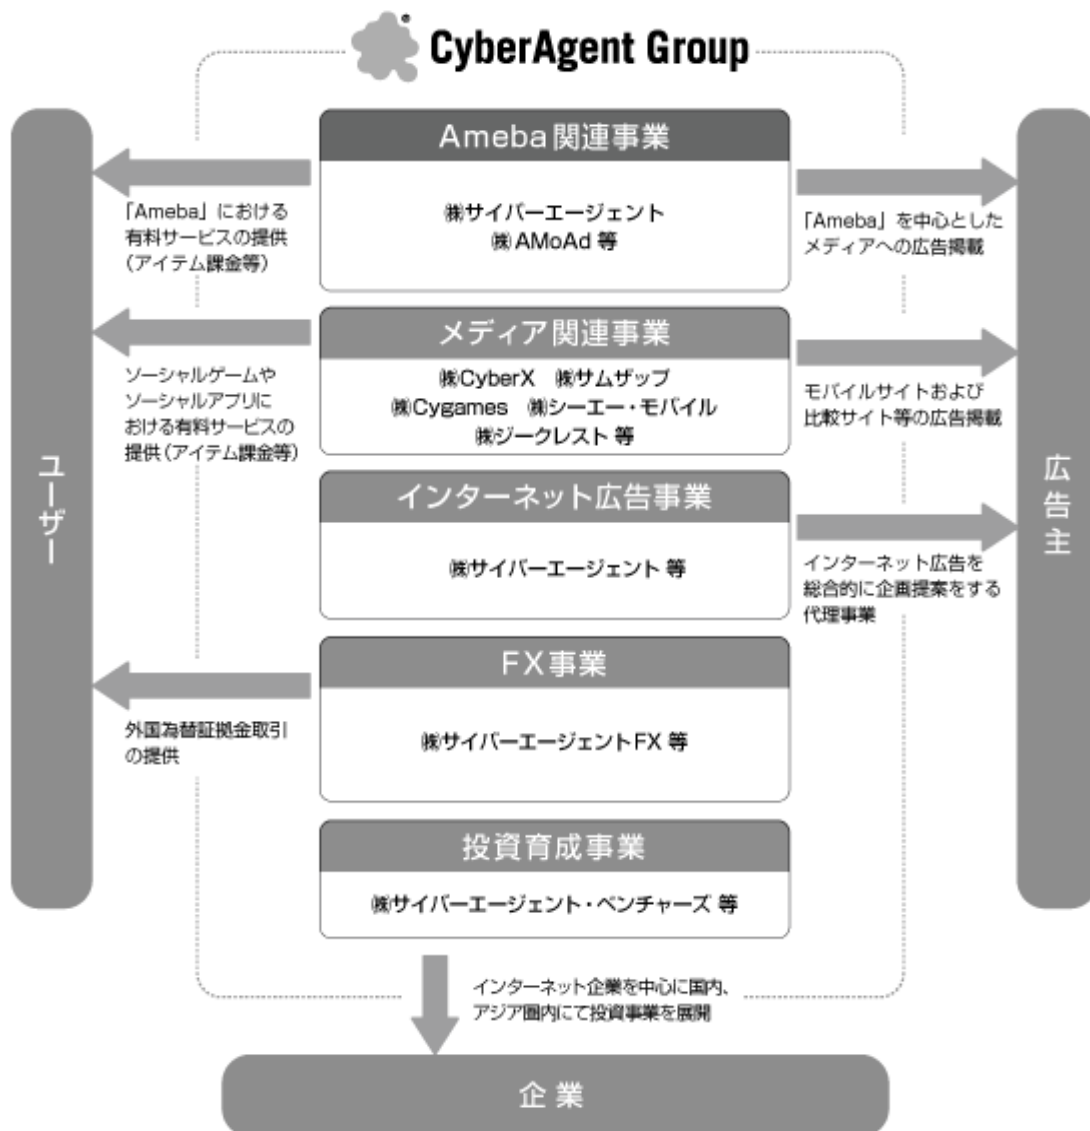 CyberAgent Group
ユーザー
広告主
Ameba関連事業
㈱サイバーエージェント
㈱AMoAd 等
「Ameba」における
有料サービスの提供
(アイテム課金等)
「Ameba」を中心とした
メディアへの広告掲載
メディア関連事業
㈱CyberX ㈱サムザップ
㈱Cygames ㈱シーエー・モバイル
㈱ジークレスト 等
ソーシャルゲームや
ソーシャルアプリに
おける有料サービスの
提供(アイテム課金等)
モバイルサイトおよび
比較サイト等の広告掲載
インターネット広告事業
㈱サイバーエージェント 等
インターネット広告を
総合的に企画提案をする
代理事業
FX事業
㈱サイバーエージェントFX 等
外国為替証拠金取引
の提供
投資育成事業
㈱サイバーエージェント・ベンチャーズ 等
インターネット企業を中心に国内、
アジア圏内にて投資事業を展開
企業